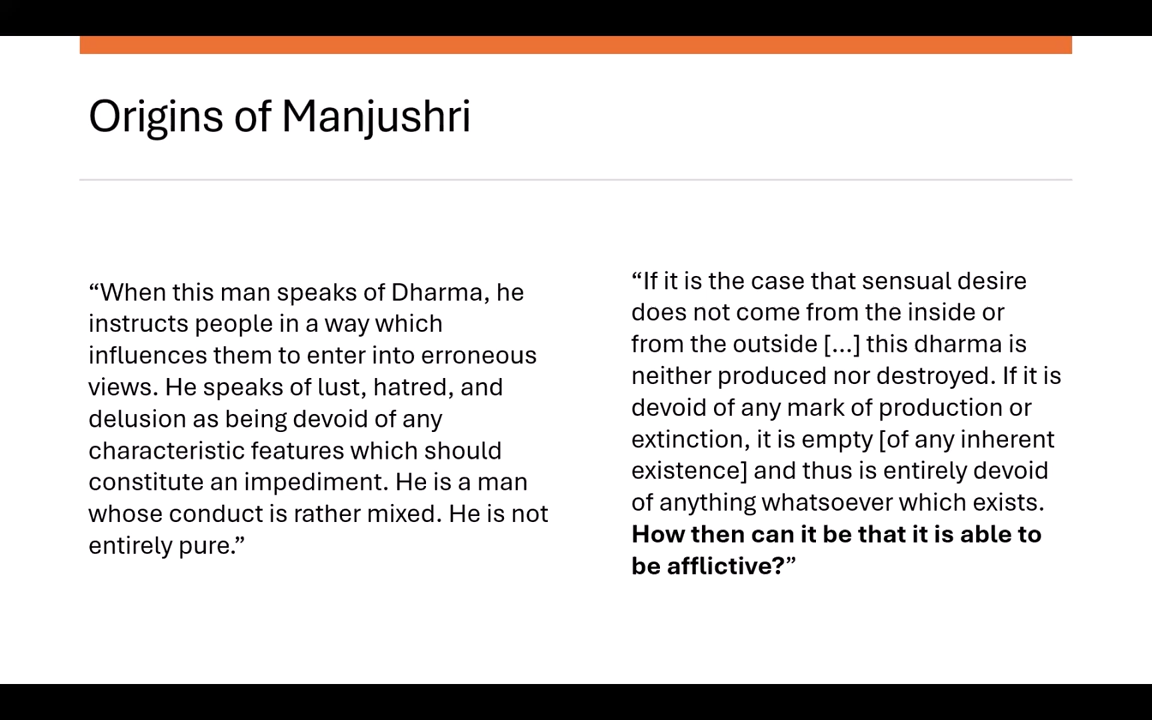 Origins of Manjushri
“When this man speaks of Dharma, he
instructs people in a way which
influences them to enter into erroneous
views. He speaks of lust, hatred, and
delusion as being devoid of any
characteristic features which should
constitute an impediment. He is a man
whose conduct is rather mixed. He is not
entirely pure.”
“If it is the case that sensual desire
does not come from the inside or
from the outside [...] this dharma is
neither produced nor destroyed. If it is
devoid of any mark of production or
extinction, it is empty [of any inherent
existence] and thus is entirely devoid
of anything whatsoever which exists.
How then can it be that it is able to
be afflictive?”